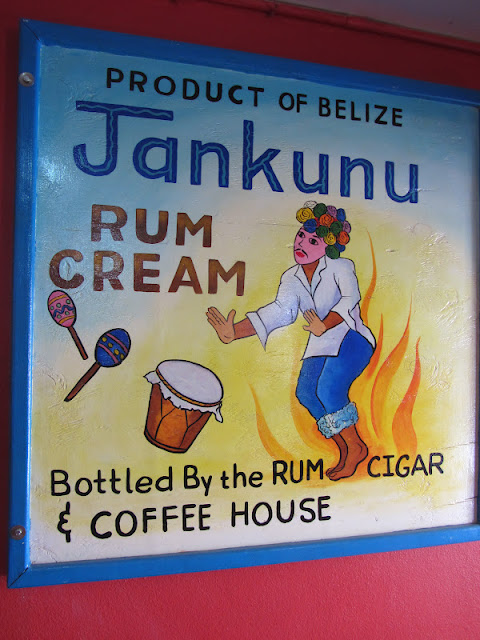 PRODUCT OF BELIZE
Jankunu
RUM
CREAM
Bottled By the RUM CIGAR
& COFFEE HOUSE